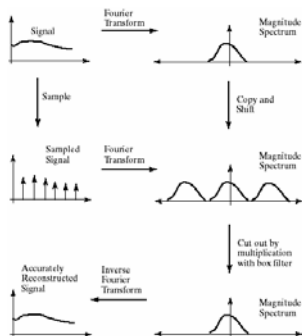 Signal
Fourier
Transform
Magnitude
Spectrum
Sample
Copy and
Shift
Sampled
Signal
Fourier
Transform
Magnitude
Spectrum
Cut out by
multiplication
with box filter
Accurately
Reconstructed
Signal
Inverse
Fourier
Transform
Magnitude
Spectrum